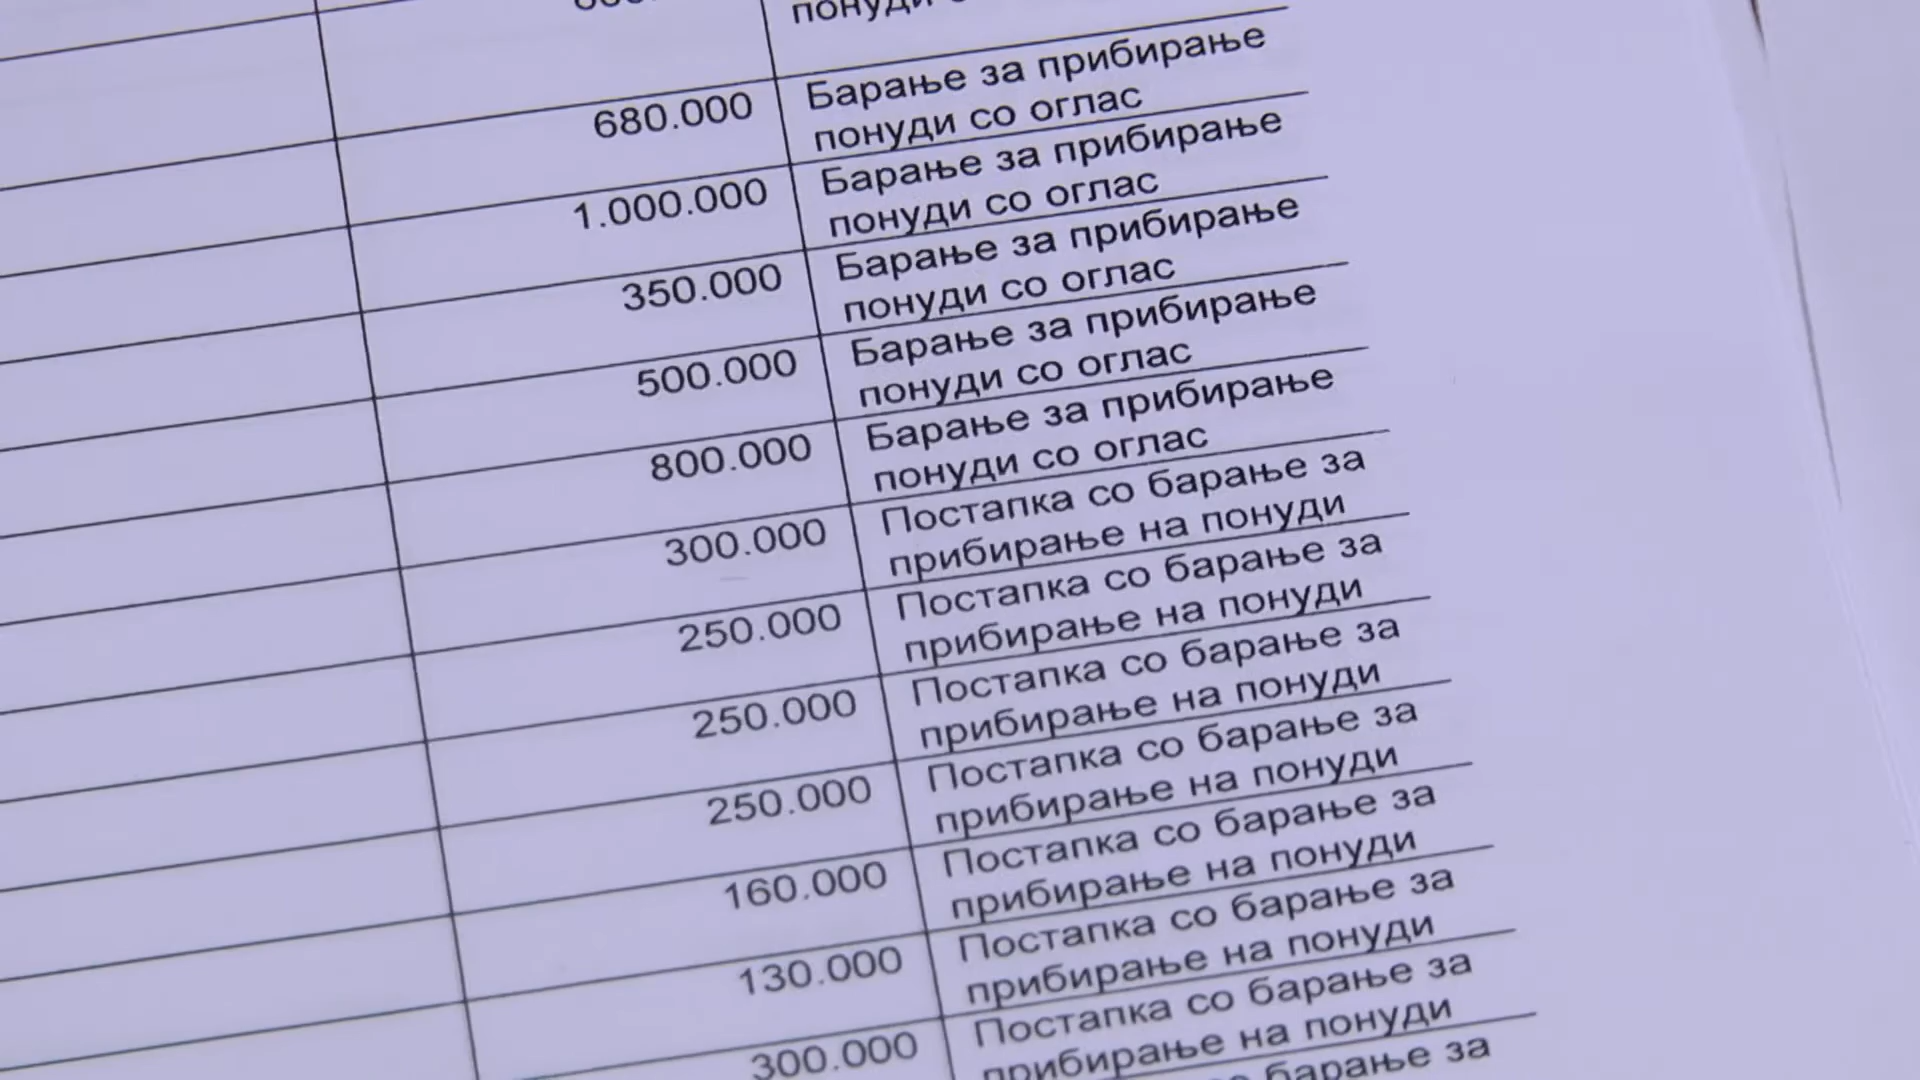 понуди
680.000 Барање за прибирање
понуди со оглас
1.000.000 Барање за прибирање
понуди со оглас
350.000 Барање за прибирање
понуди со оглас
500.000 Барање за прибирање
понуди со оглас
800.000 Барање за прибирање
понуди со оглас
300.000 Постапка со барање за
прибирање на понуди
250.000 Постапка со барање за
прибирање на понуди
250.000 Постапка со барање за
прибирање на понуди
250.000 Постапка со барање за
прибирање на понуди
160.000 Постапка со барање за
прибирање на понуди
130.000 Постапка со барање за
прибирање на понуди
300.000 Постапка со барање за
прибирање на понуди
барање за